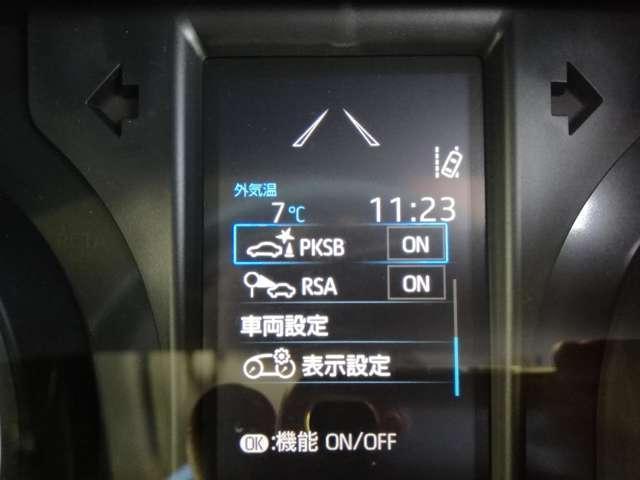 外気温
7℃ 11:23
PKSB ON
RSA ON
車両設定
表示設定
OK:機能 ON/OFF